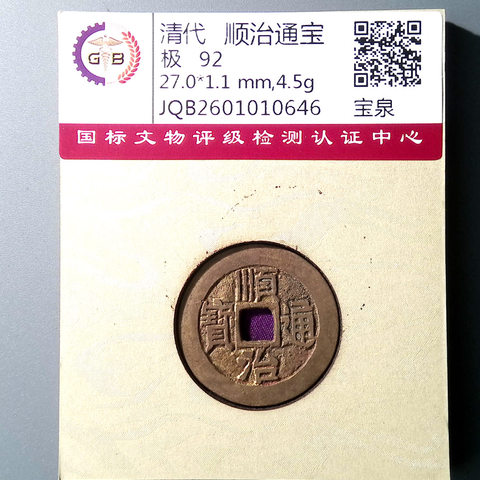 GB
清代 顺治通宝
极 92
27.0*1.1 mm,4.5g
JQB2601010646 宝泉
国标文物评级检测认证中心
順治通寶